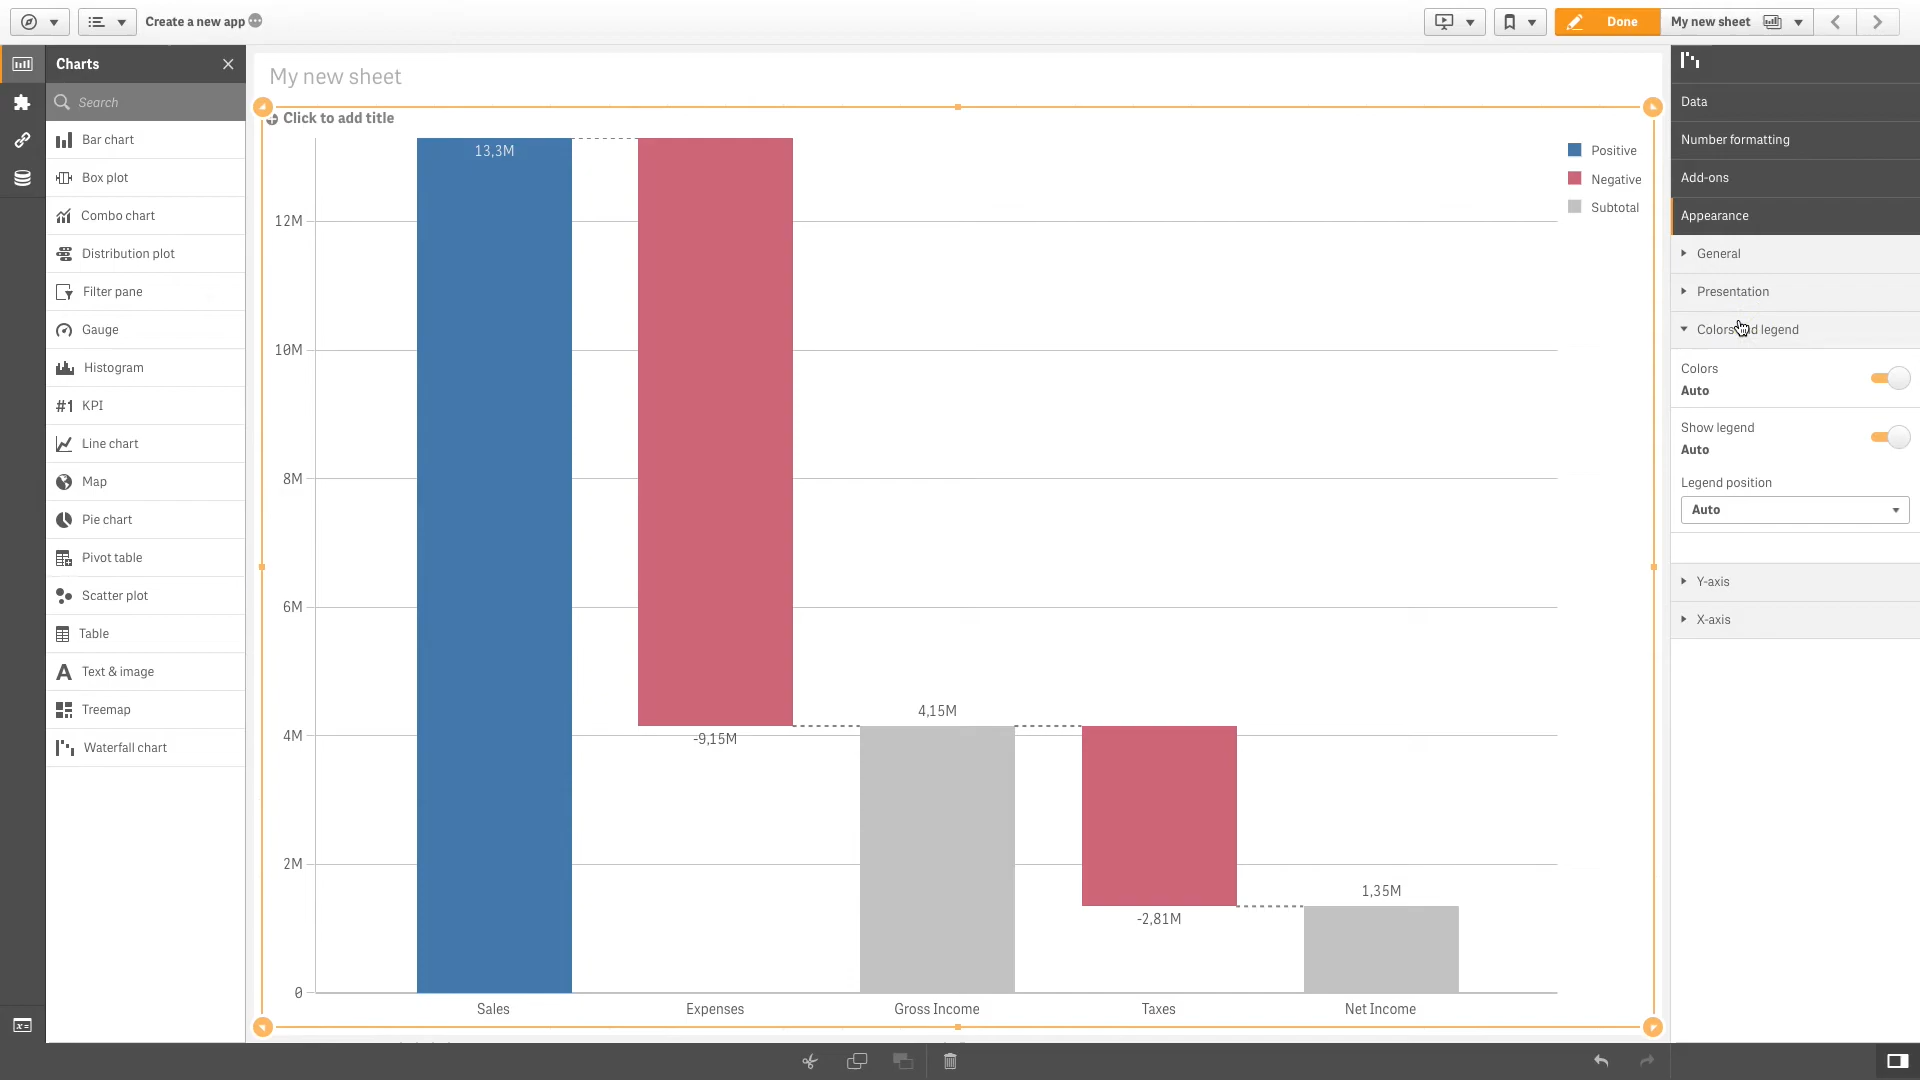 Create a new app
Done
My new sheet
Charts
Search
Bar chart
Box plot
Combo chart
Distribution plot
Filter pane
Gauge
Histogram
#1 KPI
Line chart
Map
Pie chart
Pivot table
Scatter plot
Table
Text & image
Treemap
Waterfall chart
My new sheet
Click to add title
12M
10M
8M
6M
4M
2M
0
13,3M
-9,15M
4,15M
-2,81M
1,35M
Sales
Expenses
Gross Income
Taxes
Net Income
Positive
Negative
Subtotal
Data
Number formatting
Add-ons
Appearance
General
Presentation
Colors and legend
Colors
Auto
Show legend
Auto
Legend position
Auto
Y-axis
X-axis